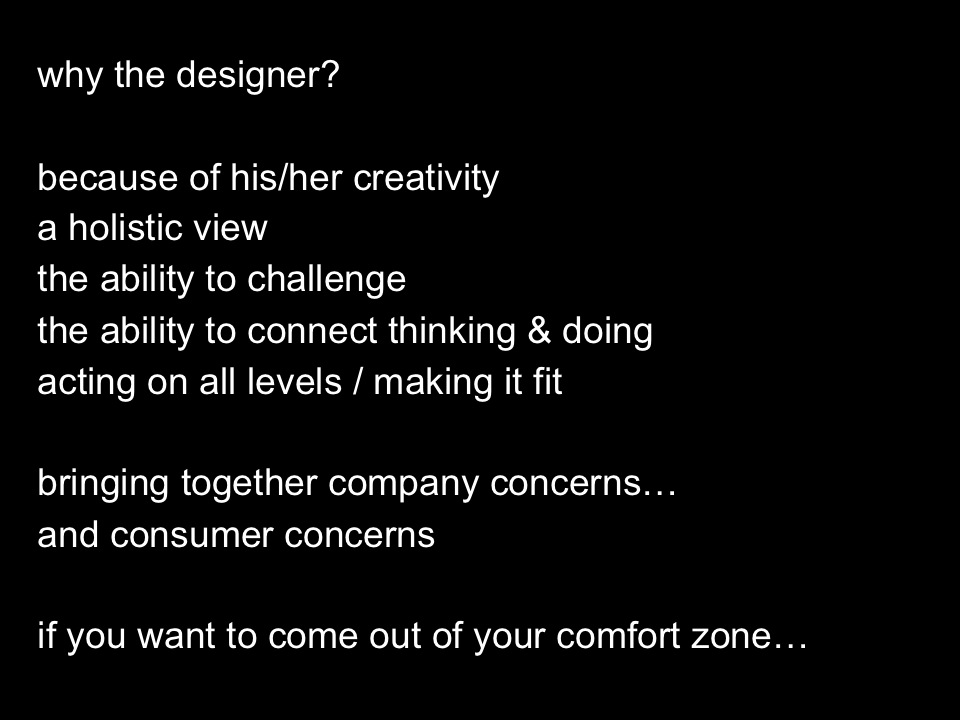 why the designer?
because of his/her creativity
a holistic view
the ability to challenge
the ability to connect thinking & doing
acting on all levels / making it fit
bringing together company concerns…
and consumer concerns
if you want to come out of your comfort zone…